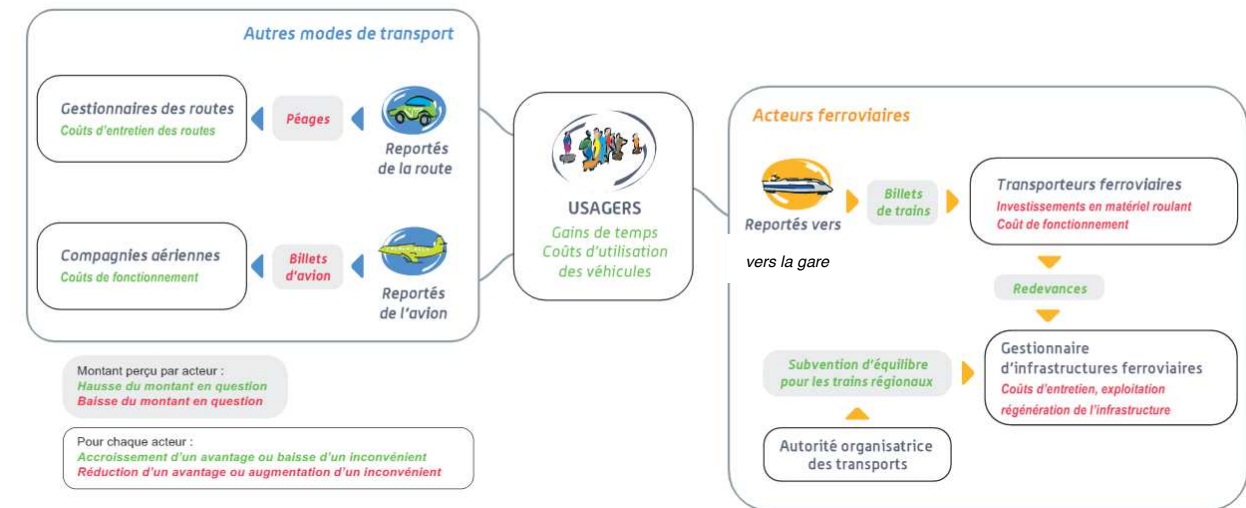 Autres modes de transport
Gestionnaires des routes
Coûts d'entretien des routes
Péages
Reportés
de la route
Compagnies aériennes
Coûts de fonctionnement
Billets
d'avion
Reportés
de l'avion
USAGERS
Gains de temps
Coûts d'utilisation
des véhicules
Acteurs ferroviaires
Reportés vers
vers la gare
Billets
de trains
Transporteurs ferroviaires
Investissements en matériel roulant
Coût de fonctionnement
Redevances
Subvention d'équilibre
pour les trains régionaux
Gestionnaire
d'infrastructures ferroviaires
Coûts d'entretien, exploitation
régénération de l'infrastructure
Autorité organisatrice
des transports
Montant perçu par acteur :
Hausse du montant en question
Baisse du montant en question
Pour chaque acteur :
Accroissement d'un avantage ou baisse d'un inconvénient
Réduction d'un avantage ou augmentation d'un inconvénient